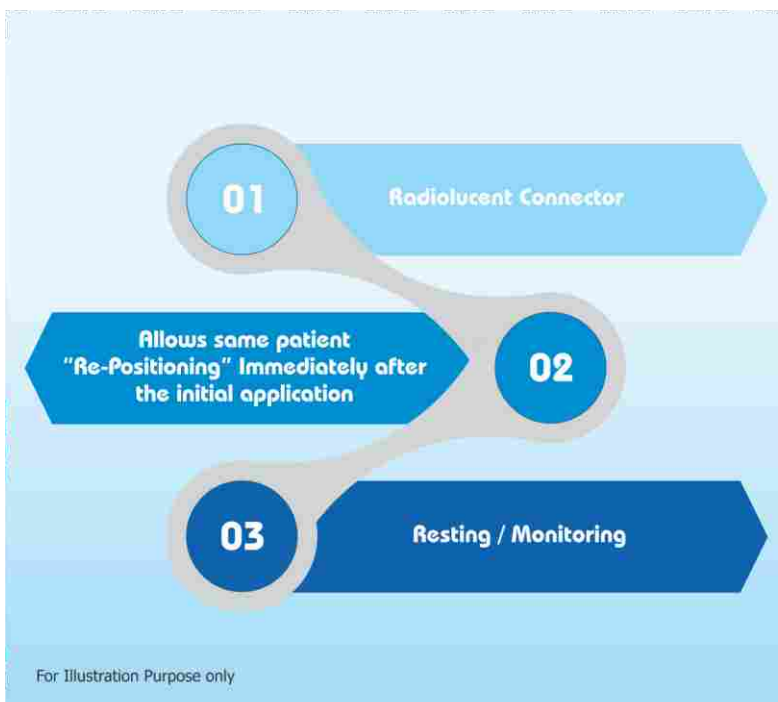 01
Radiolucent Connector
Allows same patient
"Re-Positioning" Immediately after
the initial application
02
03
Resting / Monitoring
For Illustration Purpose only